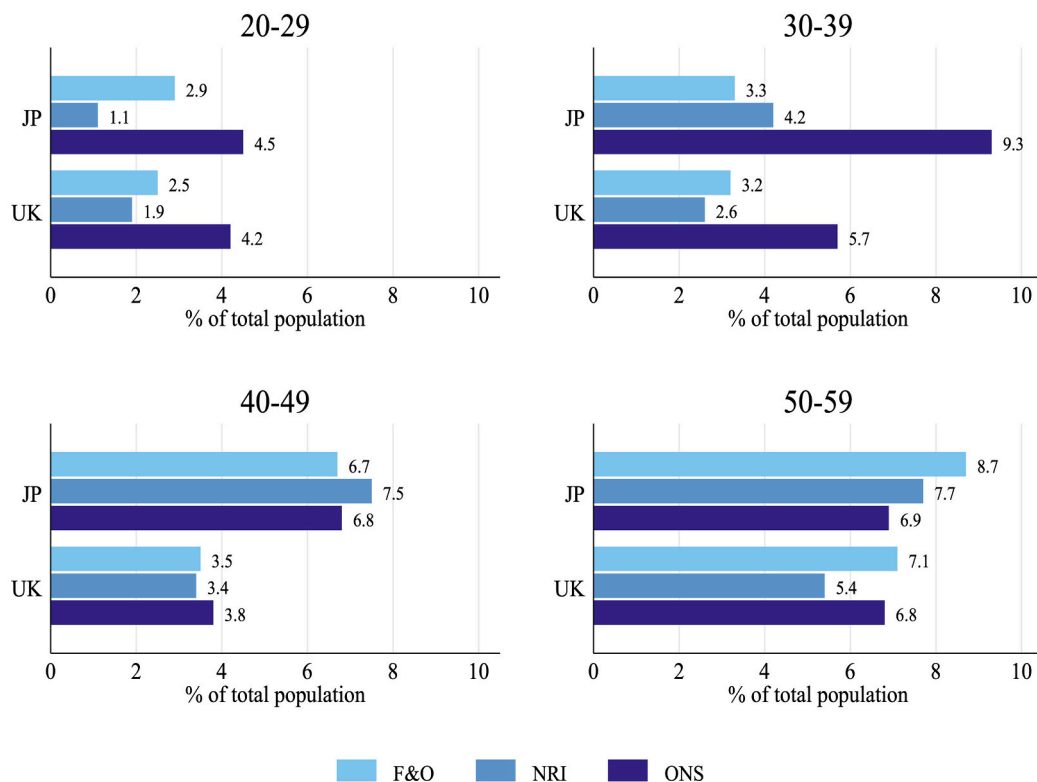 20-29
JP
2.9
1.1
4.5
UK
2.5
1.9
4.2
0 2 4 6 8 10
% of total population
30-39
JP
3.3
4.2
9.3
UK
3.2
2.6
5.7
0 2 4 6 8 10
% of total population
40-49
JP
6.7
7.5
6.8
UK
3.5
3.4
3.8
0 2 4 6 8 10
% of total population
50-59
JP
8.7
7.7
6.9
UK
7.1
5.4
6.8
0 2 4 6 8 10
% of total population
F&O NRI ONS